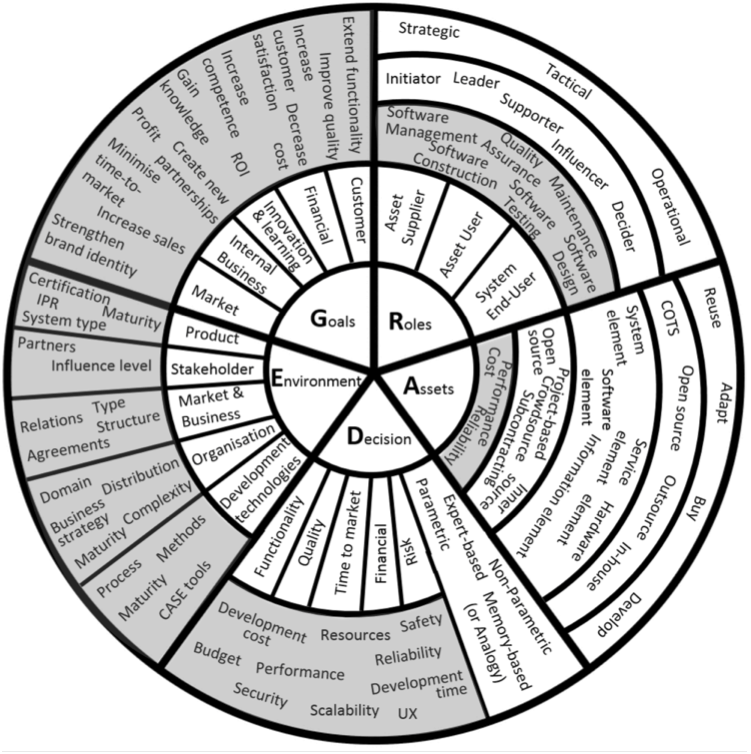 Goals
Roles
Assets
Decision
Environment
Customer
Financial
Innovation
& learning
Internal
Business
Market
Extend functionality
Improve quality
Increase
customer
satisfaction
Decrease
cost
Increase
competence
ROI
Gain
knowledge
Create new
partnerships
Profit
Minimise
time-to-
market
Increase sales
Strengthen
brand identity
Strategic
Tactical
Operational
Initiator
Leader
Supporter
Influencer
Decider
Software
Management
Quality
Assurance
Maintenance
Software
Construction
Software
Testing
Software
Design
Asset
Supplier
Asset User
System
End-User
Performance
Cost
Reliability
Open
source
Project-based
Crowdsource
Subcontracting
Inner
source
System
element
Software
element
Service
element
Hardware
element
Information element
COTS
Open source
Outsource
In-house
Reuse
Adapt
Buy
Develop
Parametric
Expert-based
Non-Parametric
Memory-based
(or Analogy)
Functionality
Quality
Time to market
Financial
Risk
Development
cost
Resources
Safety
Budget
Performance
Reliability
Security
Scalability
UX
Development
time
Product
Stakeholder
Market &
Business
Organisation
Development
technologies
Certification
IPR
Maturity
System type
Partners
Influence level
Relations
Type
Structure
Agreements
Domain
Distribution
Business
strategy
Complexity
Maturity
Process
Methods
Maturity
CASE tools